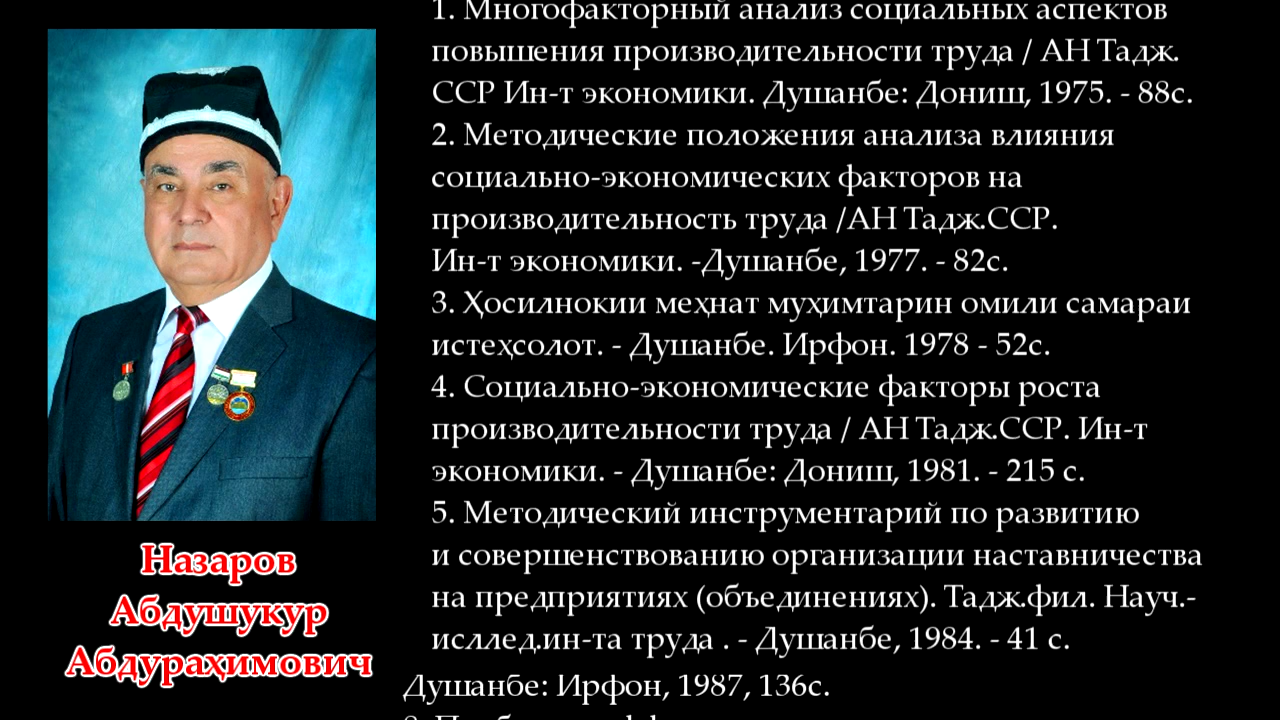 1. Многофакторный анализ социальных аспектов
повышения производительности труда / АН Тадж.
ССР Ин-т экономики. Душанбе: Дониш, 1975. - 88с.
2. Методические положения анализа влияния
социально-экономических факторов на
производительность труда /АН Тадж.ССР.
Ин-т экономики. -Душанбе, 1977. - 82с.
3. Ҳосилнокии меҳнат муҳимтарин омили самараи
истеҳсолот. - Душанбе. Ирфон. 1978 - 52с.
4. Социально-экономические факторы роста
производительности труда / АН Тадж.ССР. Ин-т
экономики. - Душанбе: Дониш, 1981. - 215 с.
5. Методический инструментарий по развитию
и совершенствованию организации наставничества
на предприятиях (объединениях). Тадж.фил. Науч.-
исллед.ин-та труда . - Душанбе, 1984. - 41 с.
Душанбе: Ирфон, 1987, 136с.
Назаров
Абдушукур
Абдураҳимович